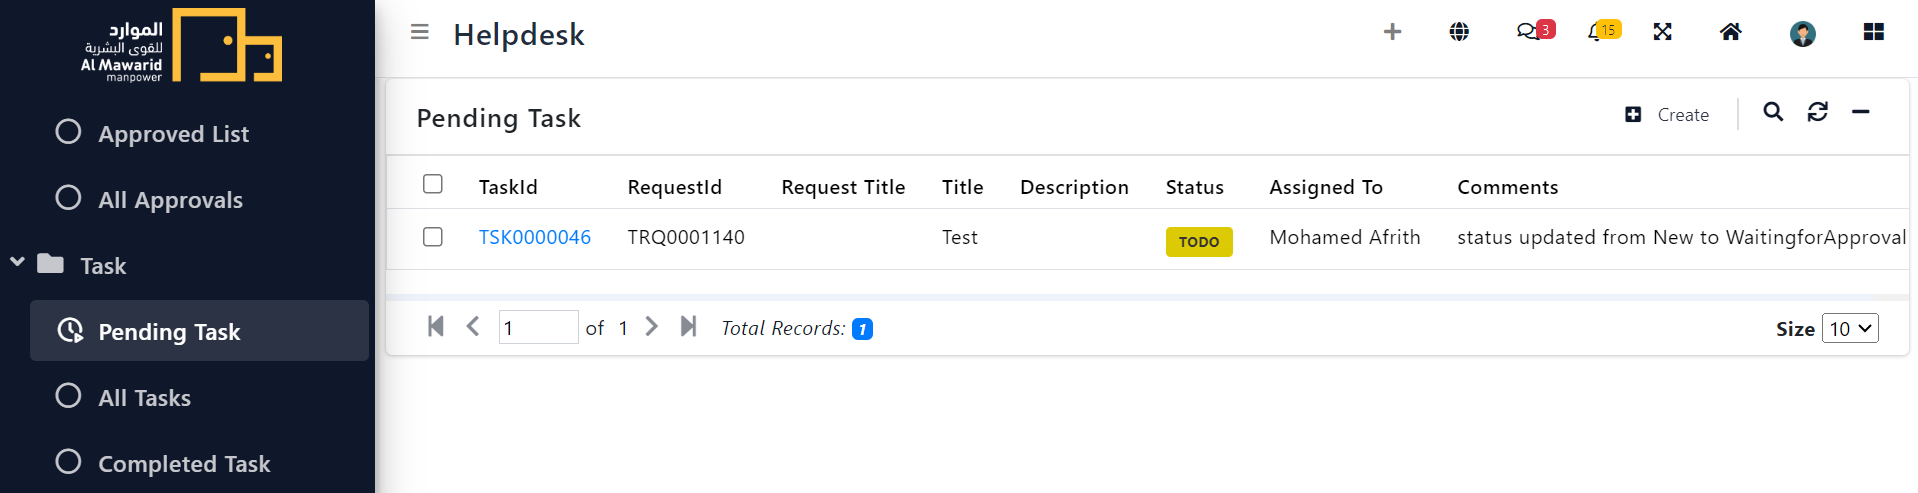 الموارد
للقوى البشرية
Al Mawarid
manpower
Approved List
All Approvals
Task
Pending Task
All Tasks
Completed Task
Helpdesk
3
15
Pending Task
Create
TaskId RequestId Request Title Title Description Status Assigned To Comments
TSK0000046 TRQ0001140 Test TODO Mohamed Afrith status updated from New to WaitingforApproval
1 of 1 Total Records: 1 Size 10